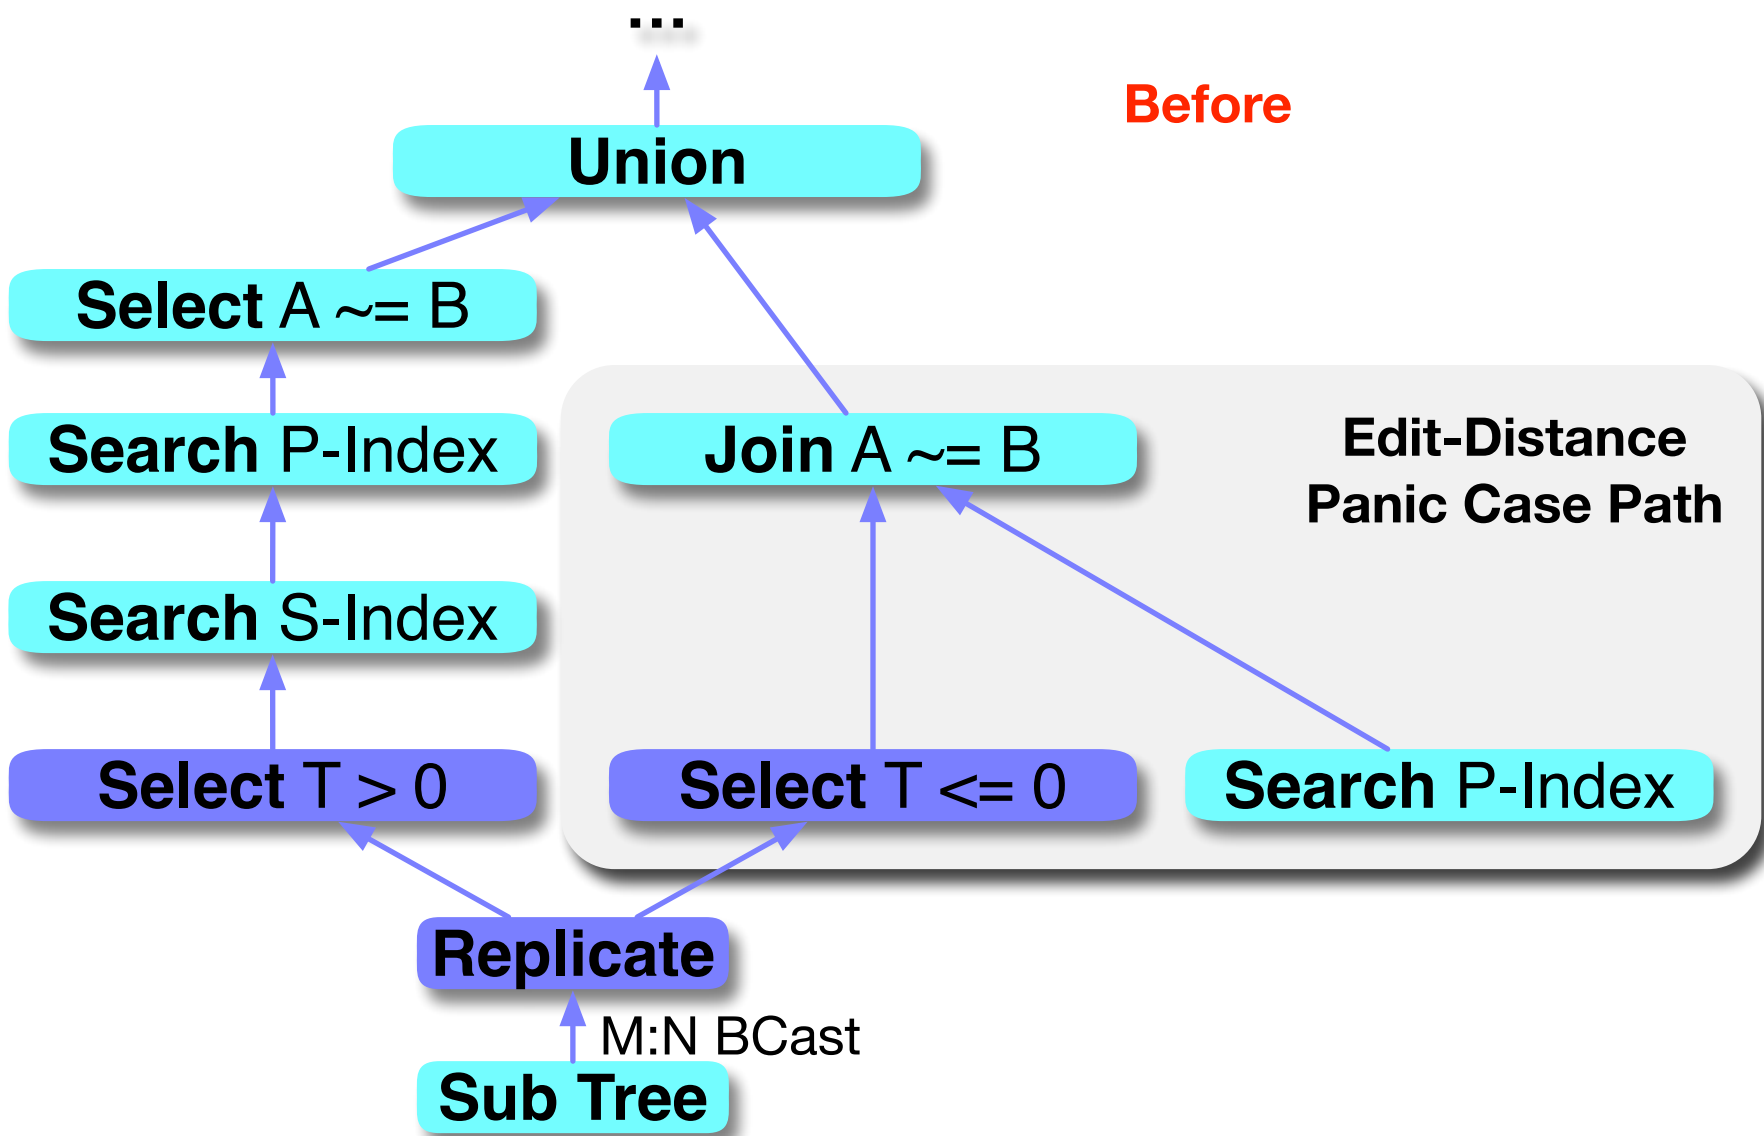 ...
Before
Union
Select A ~= B
Search P-Index
Join A ~= B
Edit-Distance
Panic Case Path
Search S-Index
Select T > 0
Select T <= 0
Search P-Index
Replicate
M:N BCast
Sub Tree